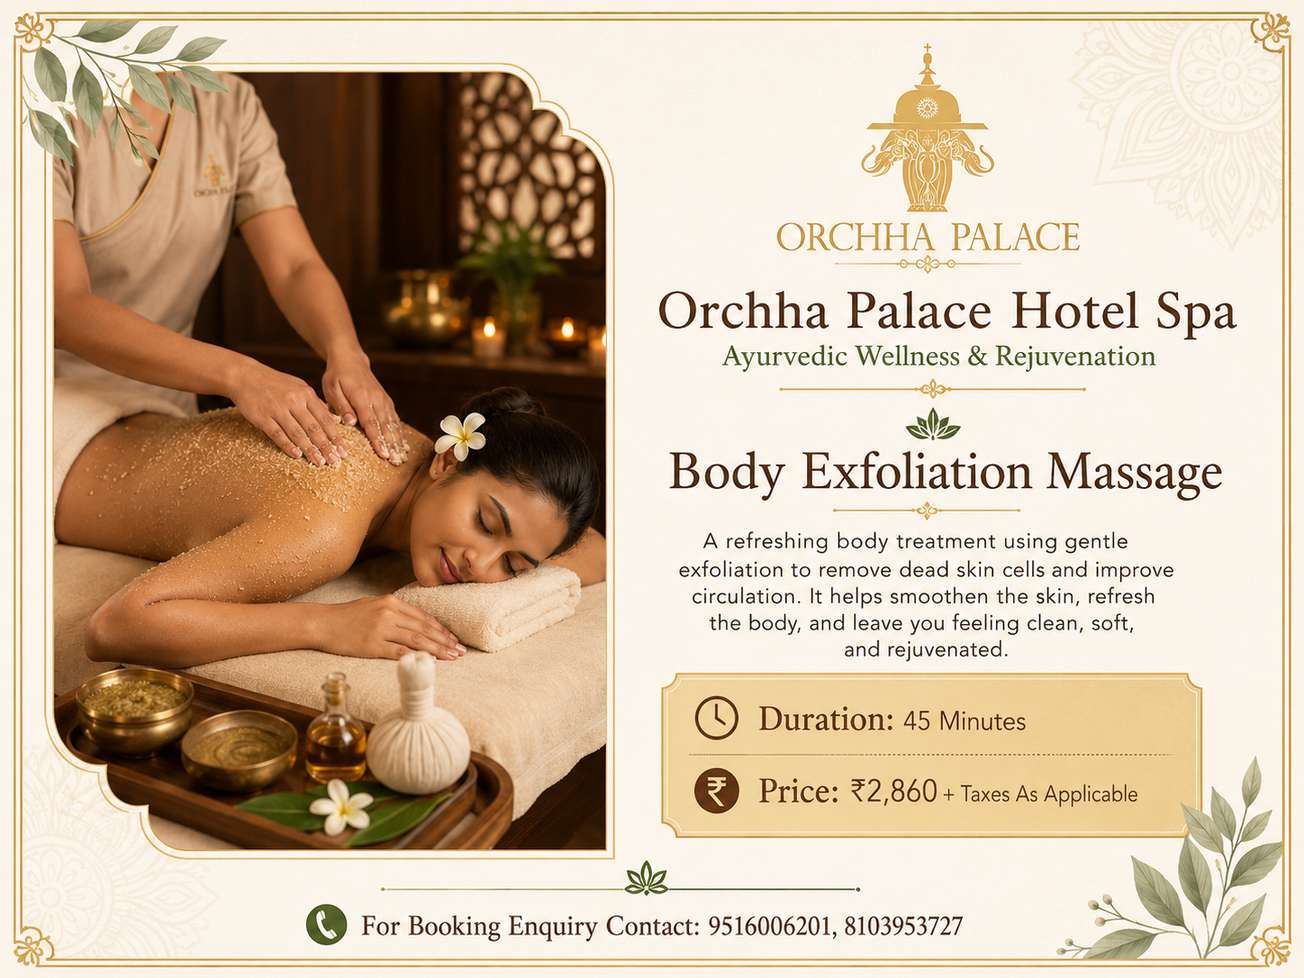 ORCHHA PALACE
ORCHHA PALACE
Orchha Palace Hotel Spa
Ayurvedic Wellness & Rejuvenation
Body Exfoliation Massage
A refreshing body treatment using gentle
exfoliation to remove dead skin cells and improve
circulation. It helps smoothen the skin, refresh
the body, and leave you feeling clean, soft,
and rejuvenated.
Duration: 45 Minutes
₹ Price: ₹2,860 + Taxes As Applicable
For Booking Enquiry Contact: 9516006201, 8103953727